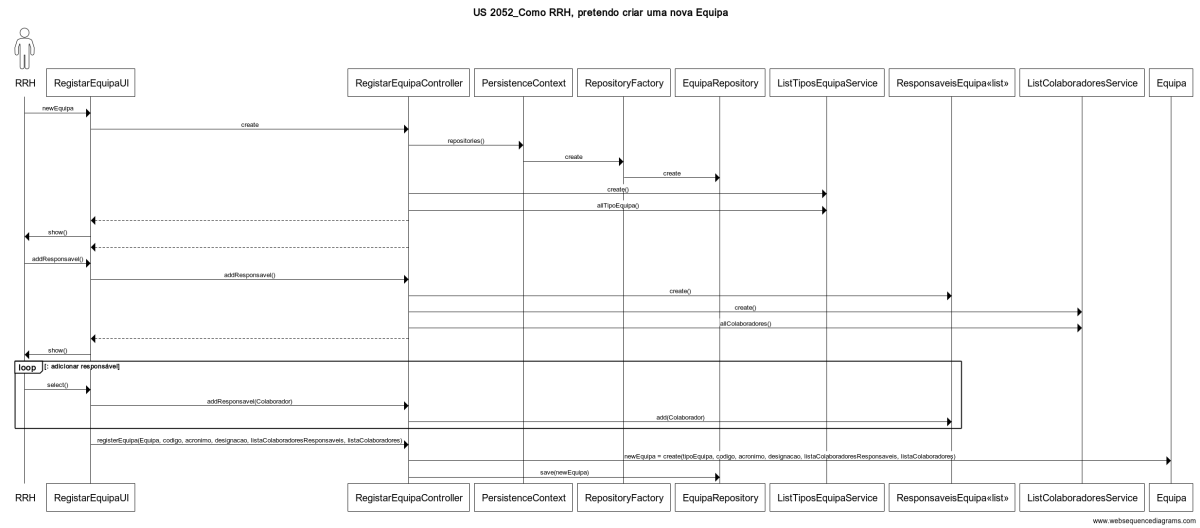 US 2052_Como RRH, pretendo criar uma nova Equipa
RRH RegistarEquipaUI RegistarEquipaController PersistenceContext RepositoryFactory EquipaRepository ListTiposEquipaService ResponsaveisEquipa«list» ListColaboradoresService Equipa
newEquipa
create
repositories()
create
create
create()
allTipoEquipa()
show()
addResponsavel()
addResponsavel()
create()
create()
allColaboradores()
show()
loop [: adicionar responsável]
select()
addResponsavel(Colaborador)
add(Colaborador)
registerEquipa(Equipa, codigo, acronimo, designacao, listaColaboradoresResponsaveis, listaColaboradores)
newEquipa = create(tipoEquipa, codigo, acronimo, designacao, listaColaboradoresResponsaveis, listaColaboradores)
save(newEquipa)
RRH RegistarEquipaUI RegistarEquipaController PersistenceContext RepositoryFactory EquipaRepository ListTiposEquipaService ResponsaveisEquipa«list» ListColaboradoresService Equipa
www.websequencediagrams.com